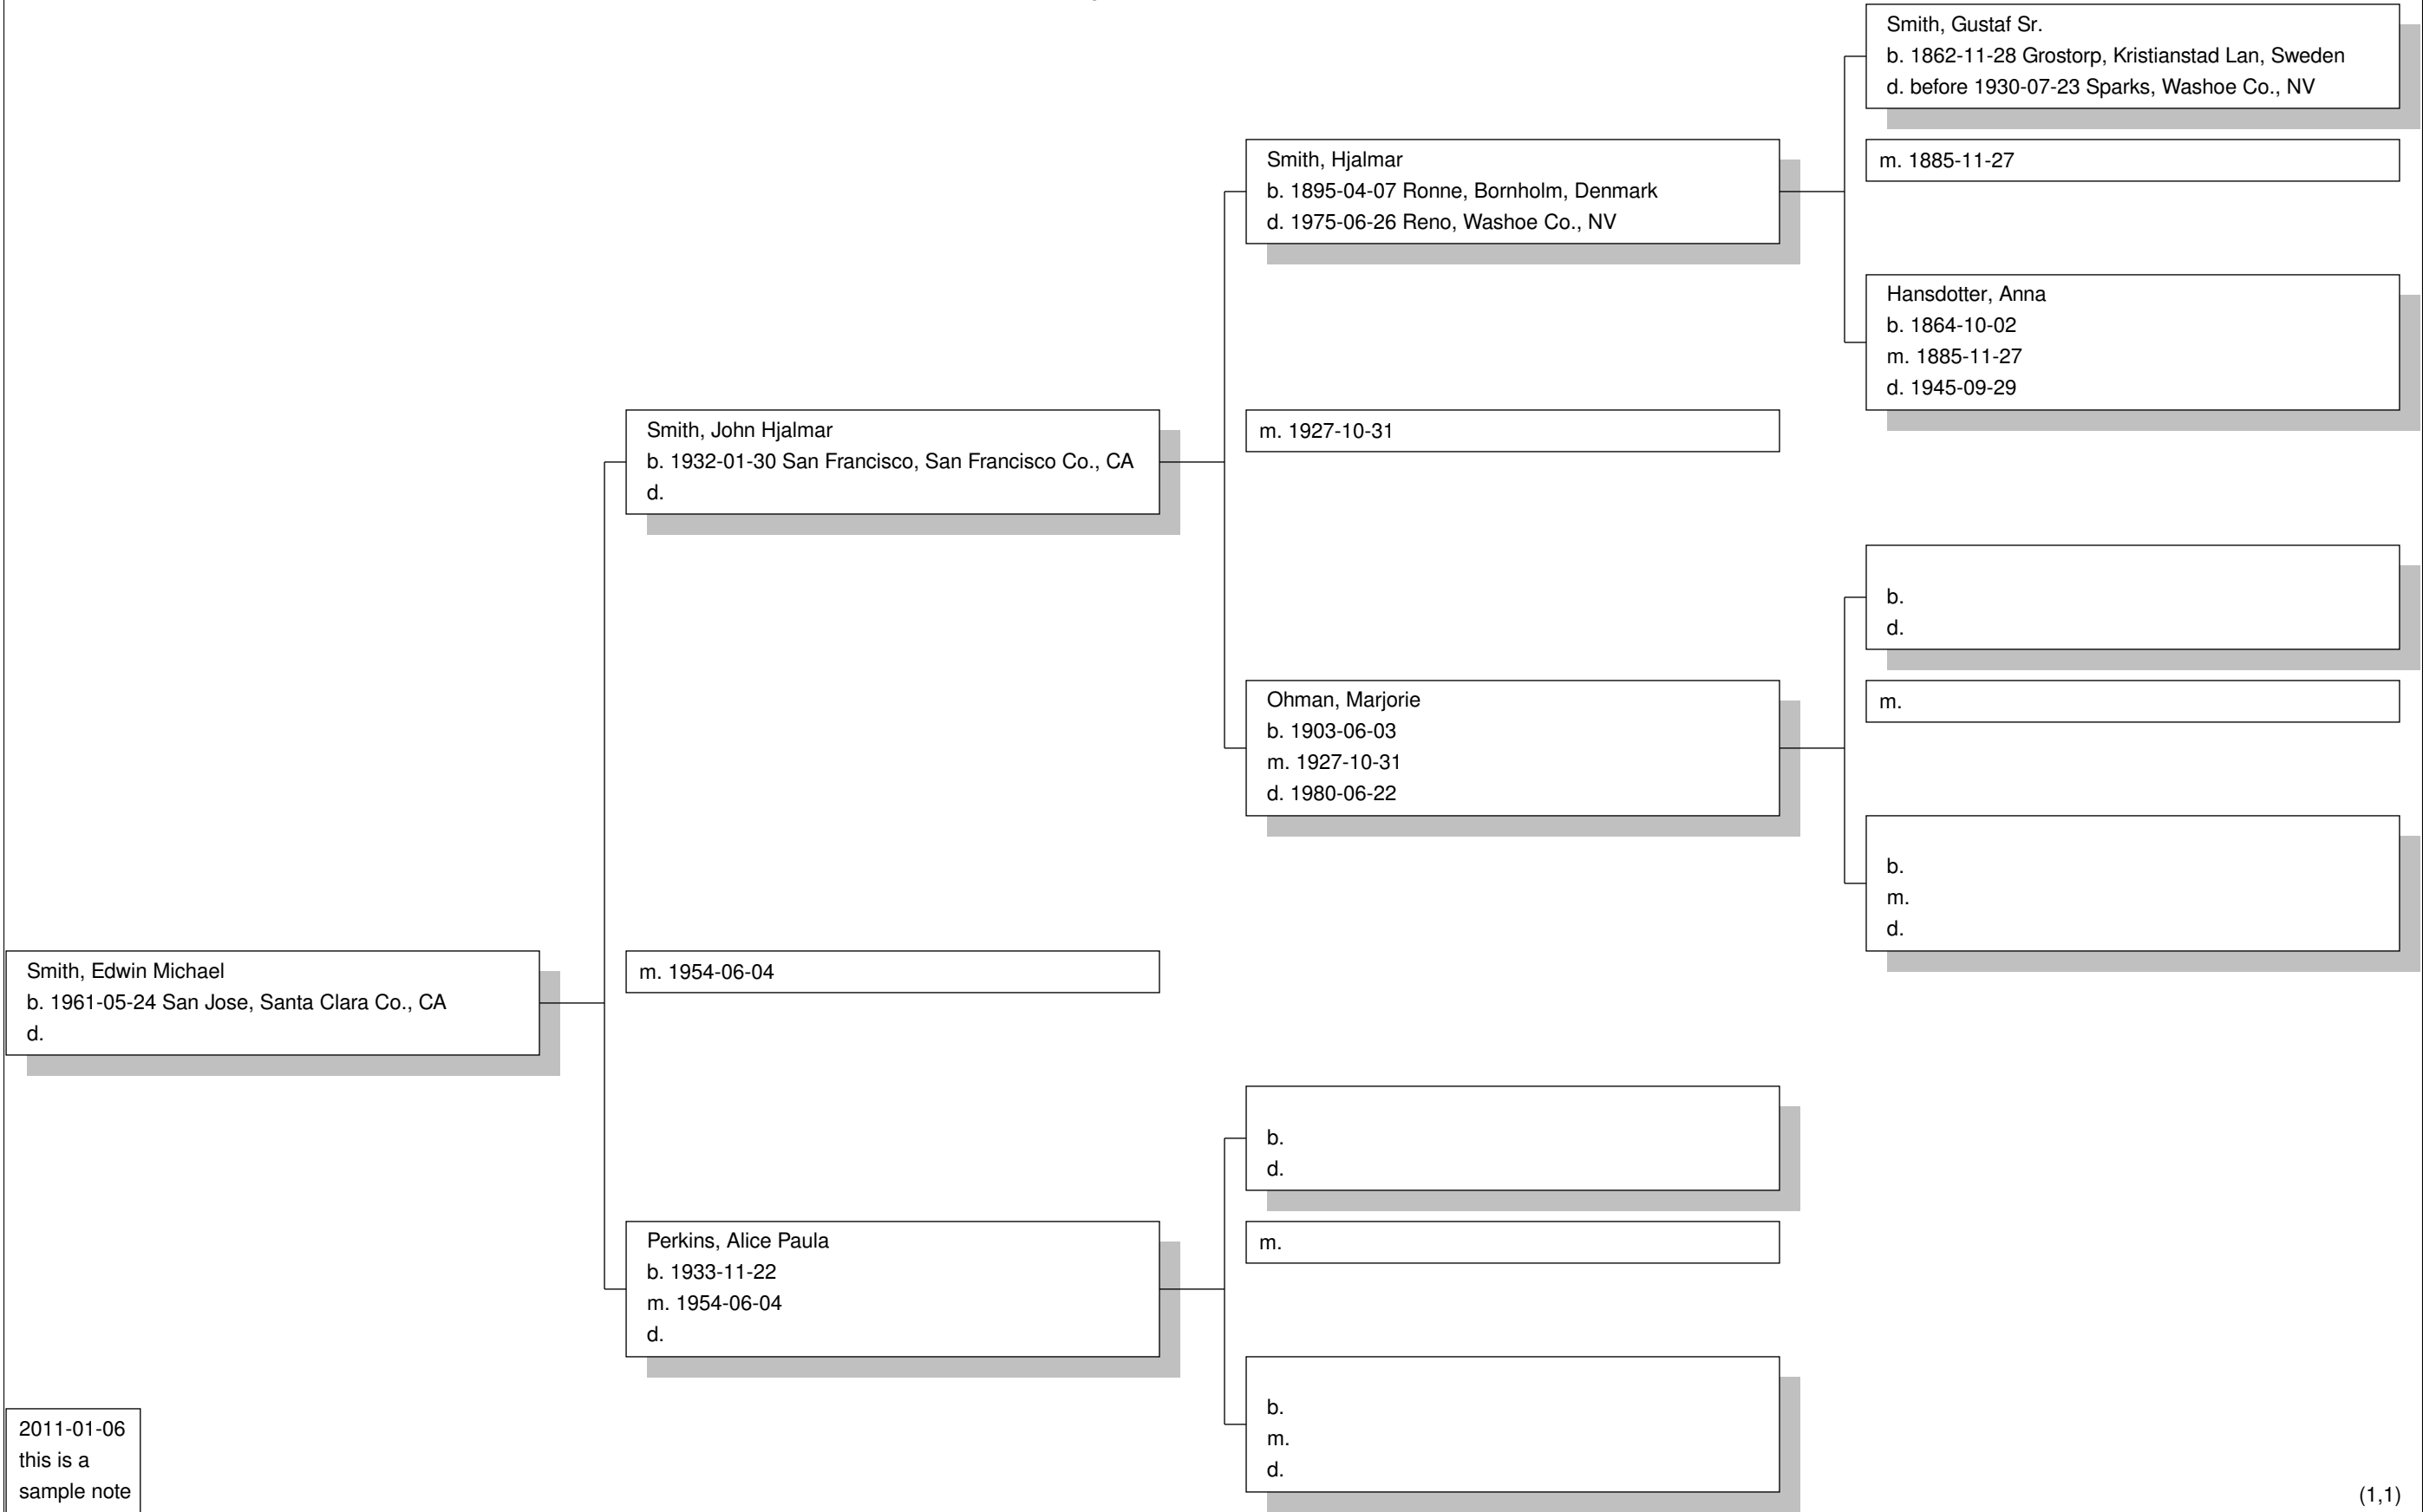 Smith, Gustaf Sr.
b. 1862-11-28 Grostorp, Kristianstad Lan, Sweden
d. before 1930-07-23 Sparks, Washoe Co., NV
m. 1885-11-27
Smith, Hjalmar
b. 1895-04-07 Ronne, Bornholm, Denmark
d. 1975-06-26 Reno, Washoe Co., NV
Hansdotter, Anna
b. 1864-10-02
m. 1885-11-27
d. 1945-09-29
Smith, John Hjalmar
b. 1932-01-30 San Francisco, San Francisco Co., CA
d.
m. 1927-10-31
b.
d.
m.
Ohman, Marjorie
b. 1903-06-03
m. 1927-10-31
d. 1980-06-22
b.
m.
d.
Smith, Edwin Michael
b. 1961-05-24 San Jose, Santa Clara Co., CA
d.
m. 1954-06-04
b.
d.
m.
Perkins, Alice Paula
b. 1933-11-22
m. 1954-06-04
d.
b.
m.
d.
2011-01-06
this is a
sample note
(1,1)